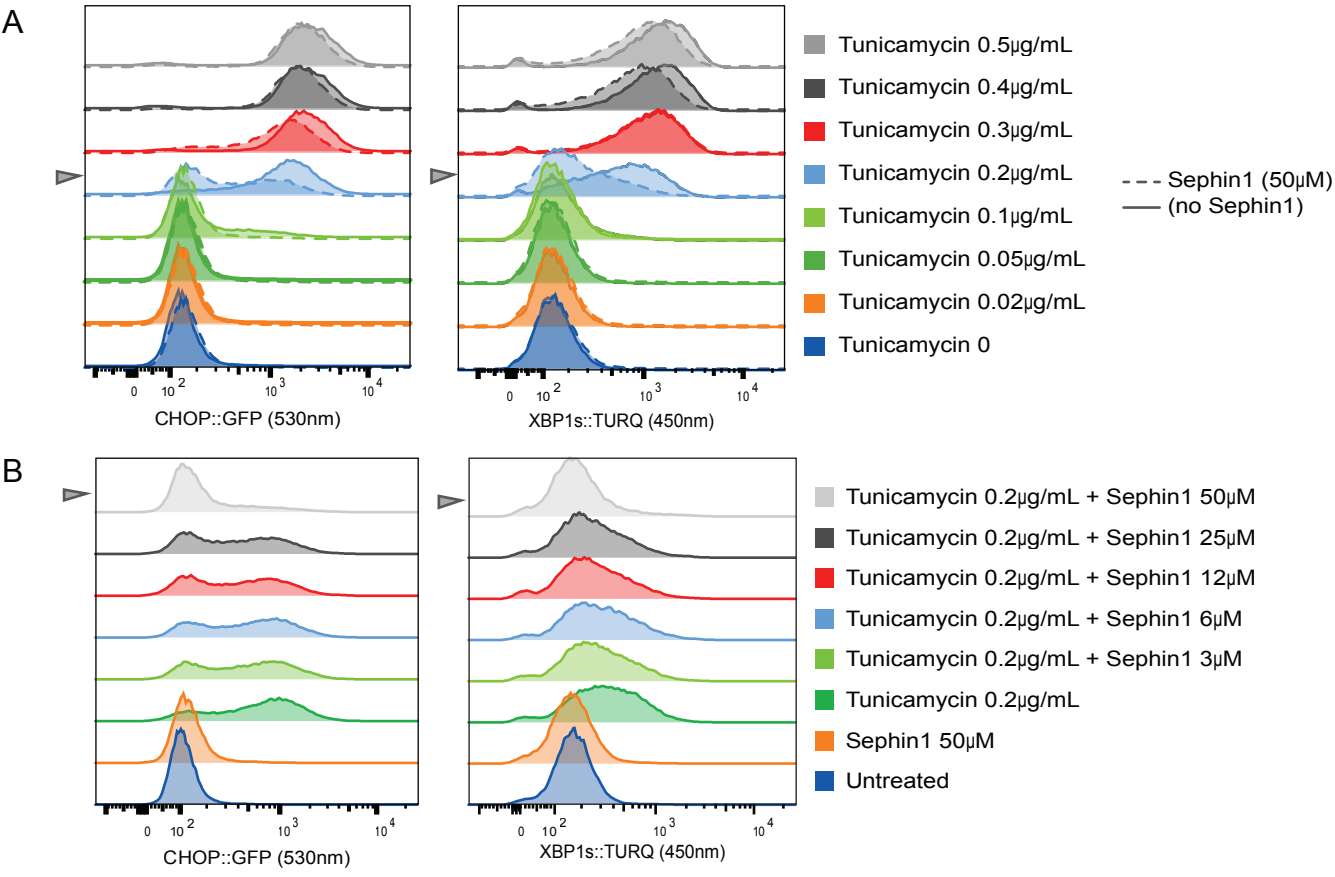 A
Tunicamycin 0.5µg/mL
Tunicamycin 0.4µg/mL
Tunicamycin 0.3µg/mL
Tunicamycin 0.2µg/mL
Tunicamycin 0.1µg/mL
Tunicamycin 0.05µg/mL
Tunicamycin 0.02µg/mL
Tunicamycin 0
Sephin1 (50µM)
(no Sephin1)
0 10 2 10 3 10 4
CHOP::GFP (530nm)
0 10 2 10 3 10 4
XBP1s::TURQ (450nm)
B
Tunicamycin 0.2µg/mL + Sephin1 50µM
Tunicamycin 0.2µg/mL + Sephin1 25µM
Tunicamycin 0.2µg/mL + Sephin1 12µM
Tunicamycin 0.2µg/mL + Sephin1 6µM
Tunicamycin 0.2µg/mL + Sephin1 3µM
Tunicamycin 0.2µg/mL
Sephin1 50µM
Untreated
0 10 2 10 3 10 4
CHOP::GFP (530nm)
0 10 2 10 3 10 4
XBP1s::TURQ (450nm)